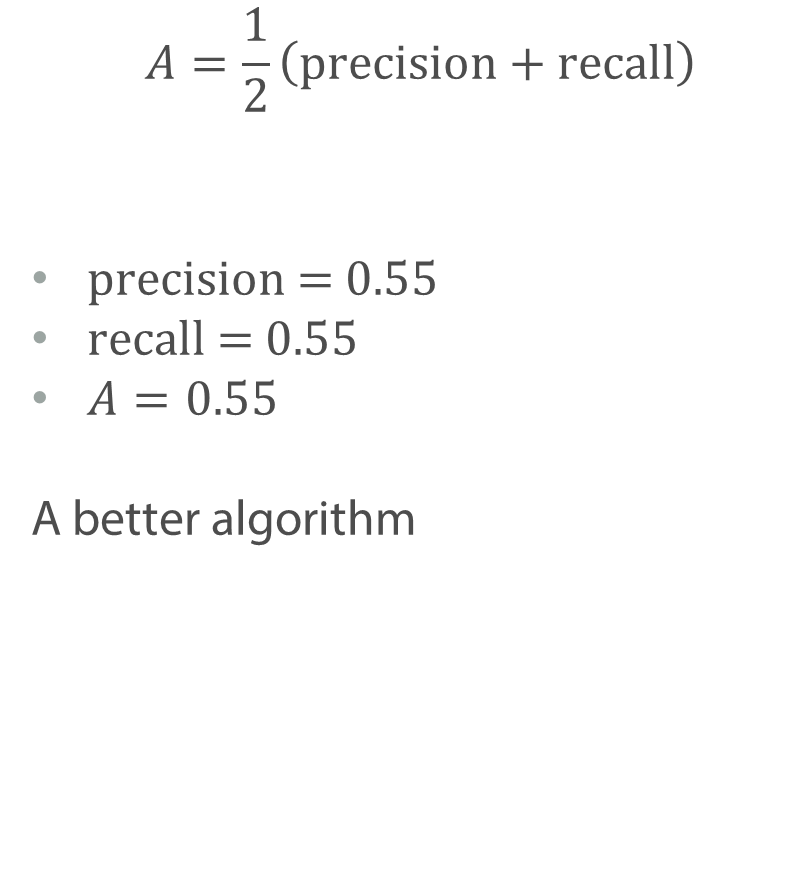 A = 1/2 (precision + recall)
• precision = 0.55
• recall = 0.55
• A = 0.55
A better algorithm